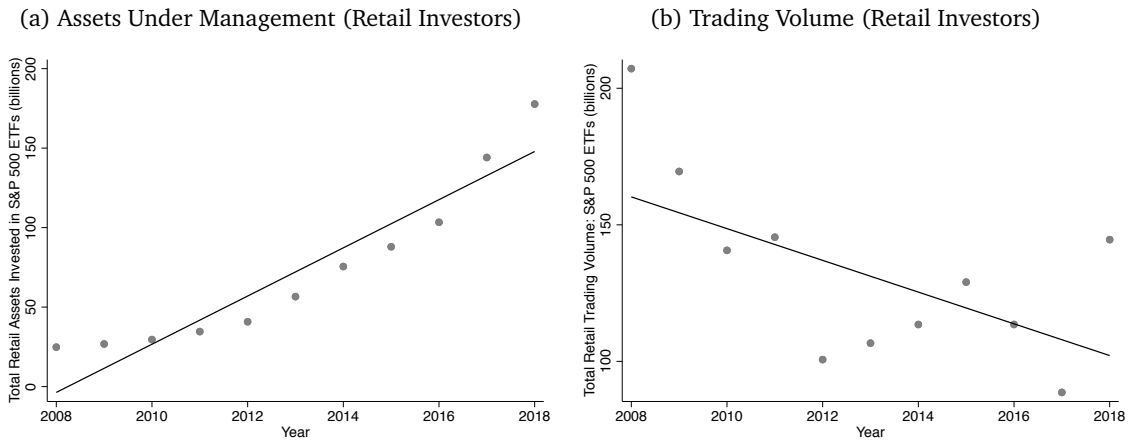 (a) Assets Under Management (Retail Investors)
Total Retail Assets Invested in S&P 500 ETFs (billions)
200
150
100
50
0
2008 2010 2012 2014 2016 2018
Year
(b) Trading Volume (Retail Investors)
Total Retail Trading Volume: S&P 500 ETFs (billions)
200
150
100
2008 2010 2012 2014 2016 2018
Year